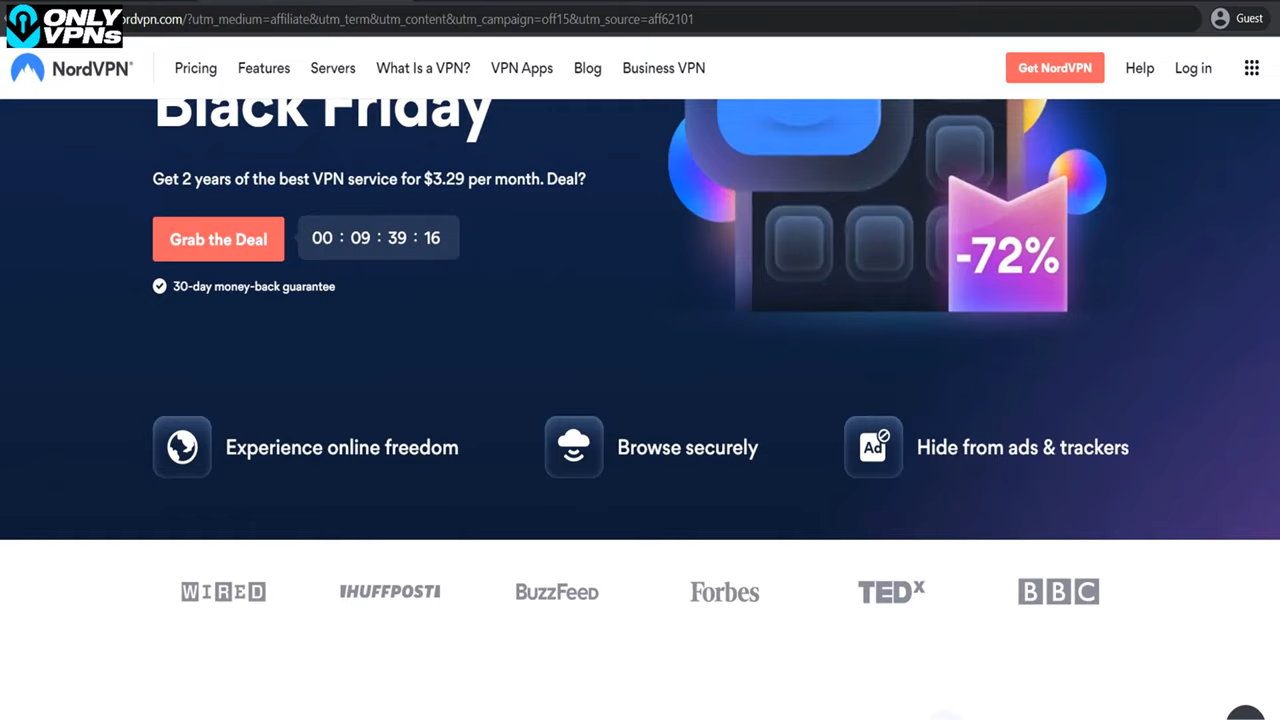 ONLY
VPNs
ordvpn.com/?utm_medium=affiliate&utm_term&utm_content&utm_campaign=off15&utm_source=aff62101
Guest
NordVPN®
Pricing
Features
Servers
What Is a VPN?
VPN Apps
Blog
Business VPN
Get NordVPN
Help
Log in
Black Friday
Get 2 years of the best VPN service for $3.29 per month. Deal?
Grab the Deal
00 : 09 : 39 : 16
30-day money-back guarantee
-72%
Experience online freedom
Browse securely
Ad
Hide from ads & trackers
WIRED
HUFFPOST
BuzzFeed
Forbes
TEDx
BBC